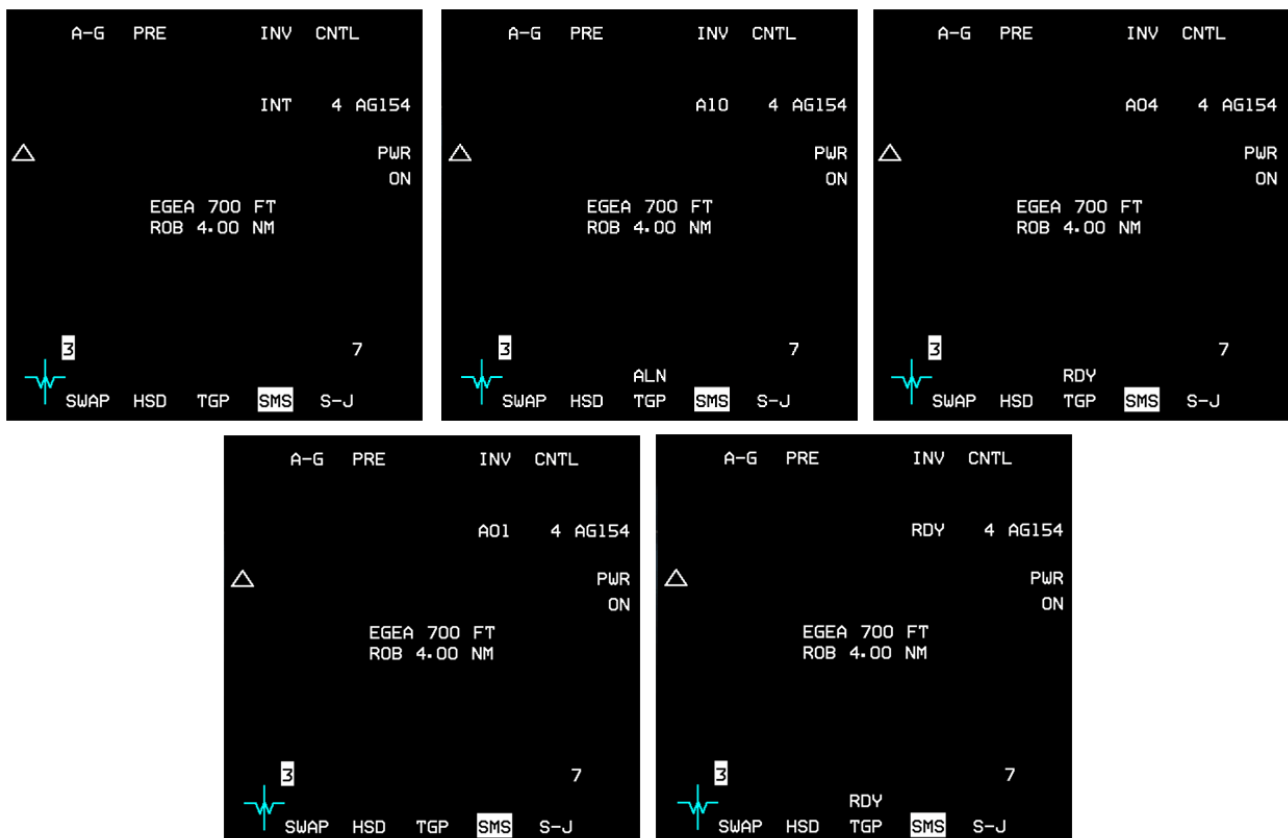 A-G PRE INV CNTL
INT 4 AG154
PWR
ON
EGEA 700 FT
ROB 4.00 NM
3 7
SWAP HSD TGP SMS S-J
A-G PRE INV CNTL
A10 4 AG154
PWR
ON
EGEA 700 FT
ROB 4.00 NM
3 7
ALN
SWAP HSD TGP SMS S-J
A-G PRE INV CNTL
A04 4 AG154
PWR
ON
EGEA 700 FT
ROB 4.00 NM
3 7
RDY
SWAP HSD TGP SMS S-J
A-G PRE INV CNTL
A01 4 AG154
PWR
ON
EGEA 700 FT
ROB 4.00 NM
3 7
SWAP HSD TGP SMS S-J
A-G PRE INV CNTL
RDY 4 AG154
PWR
ON
EGEA 700 FT
ROB 4.00 NM
3 7
RDY
SWAP HSD TGP SMS S-J